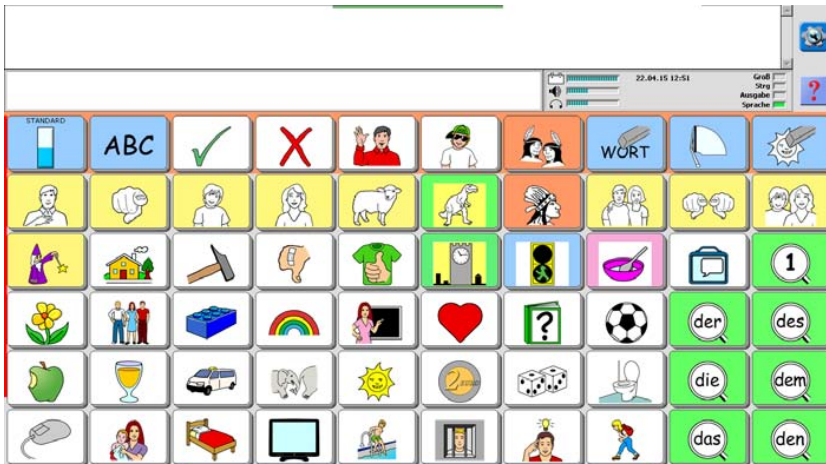 22.04.15 12:51
Groß
Strg
Ausgabe
Sprache
?
STANDARD
ABC
WORT
1
?
der
des
2
die
dem
das
den